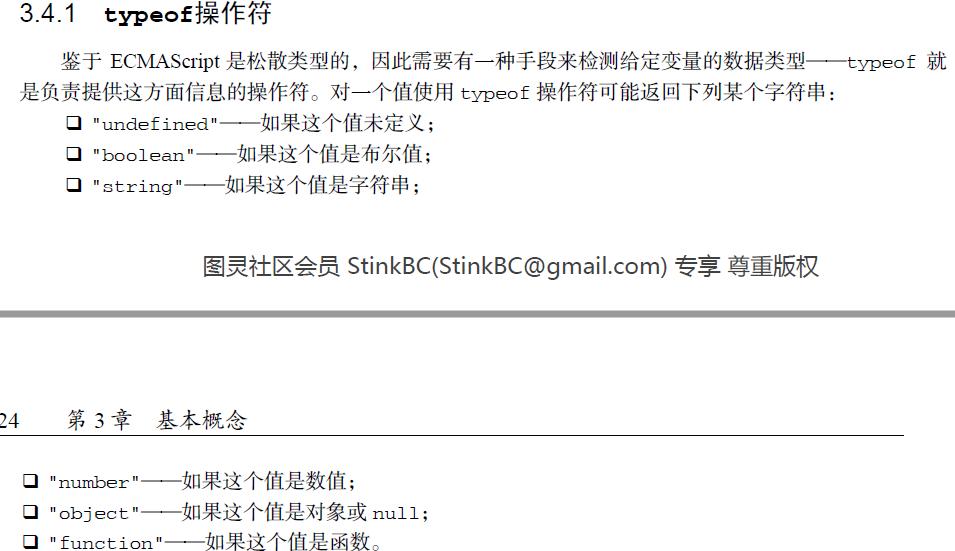 3.4.1 typeof操作符
鉴于 ECMAScript 是松散类型的，因此需要有一种手段来检测给定变量的数据类型——typeof 就
是负责提供这方面信息的操作符。对一个值使用 typeof 操作符可能返回下列某个字符串：
❑ "undefined"——如果这个值未定义；
❑ "boolean"——如果这个值是布尔值；
❑ "string"——如果这个值是字符串；
图灵社区会员 StinkBC(StinkBC@gmail.com) 专享 尊重版权
24 第 3 章 基本概念
❑ "number"——如果这个值是数值；
❑ "object"——如果这个值是对象或 null；
❑ "function"——如果这个值是函数。